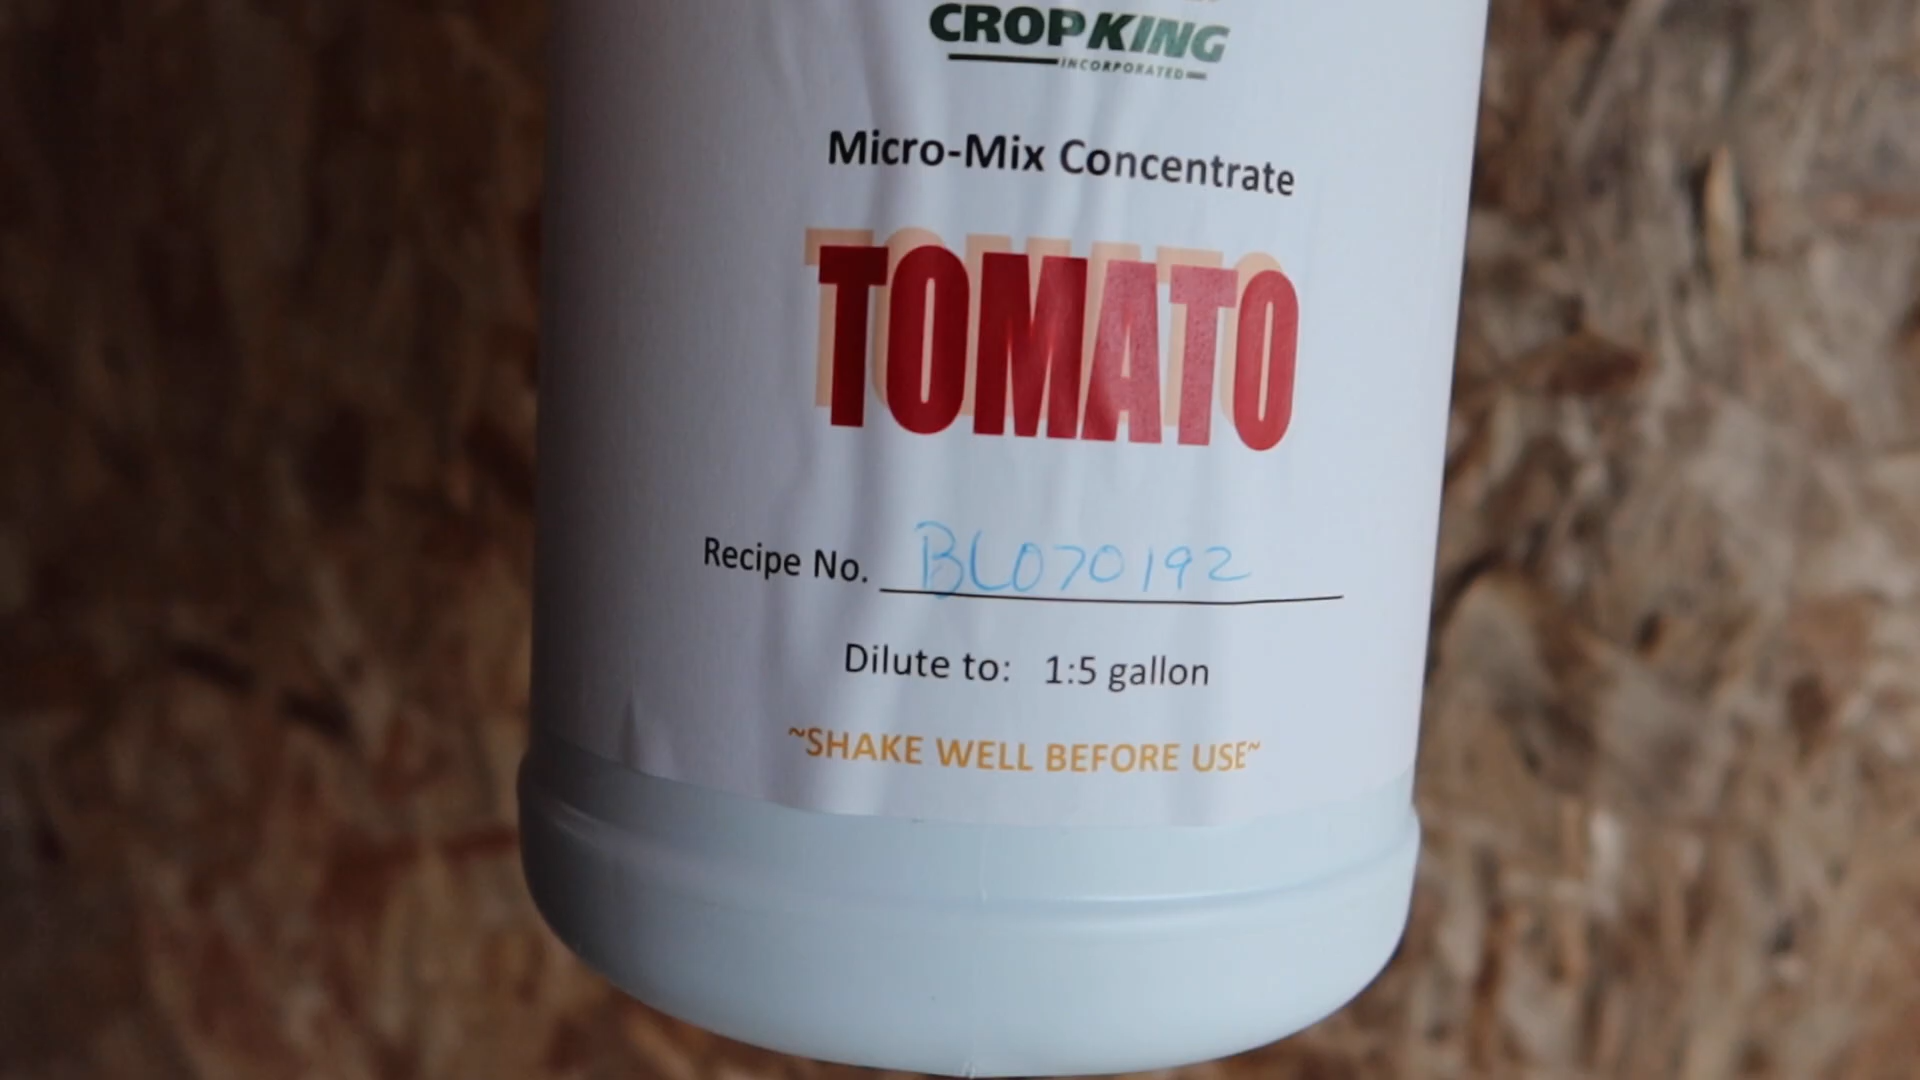 CROPKING
INCORPORATED
Micro-Mix Concentrate
TOMATO
Recipe No. BL070192
Dilute to: 1:5 gallon
~SHAKE WELL BEFORE USE~